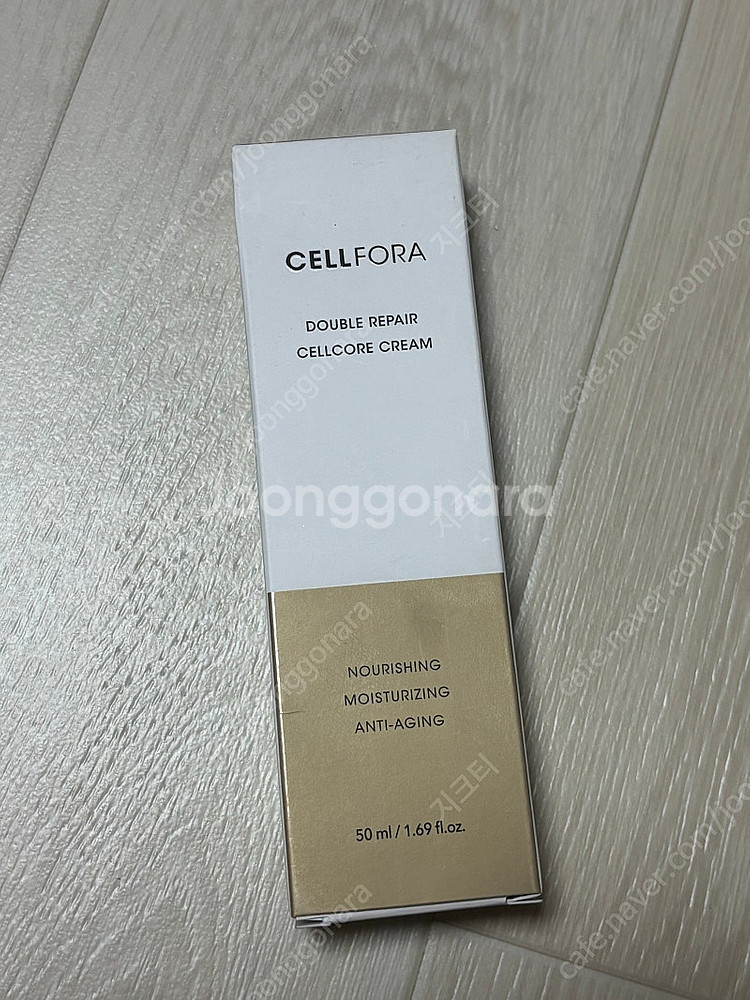 CELLFORA
DOUBLE REPAIR
CELLCORE CREAM
joonggonara
NOURISHING
MOISTURIZING
ANTI-AGING
지크티
50 ml / 1.69 fl.oz.
cafe.naver.com/joonggonara